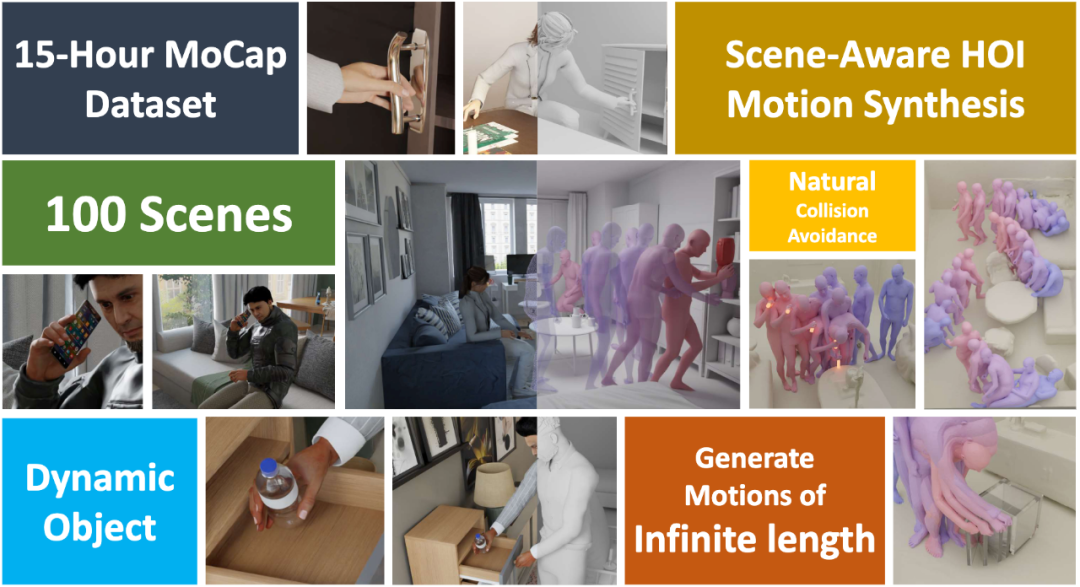 15-Hour MoCap
Dataset
Scene-Aware HOI
Motion Synthesis
100 Scenes
Natural
Collision
Avoidance
Dynamic
Object
Generate
Motions of
Infinite length